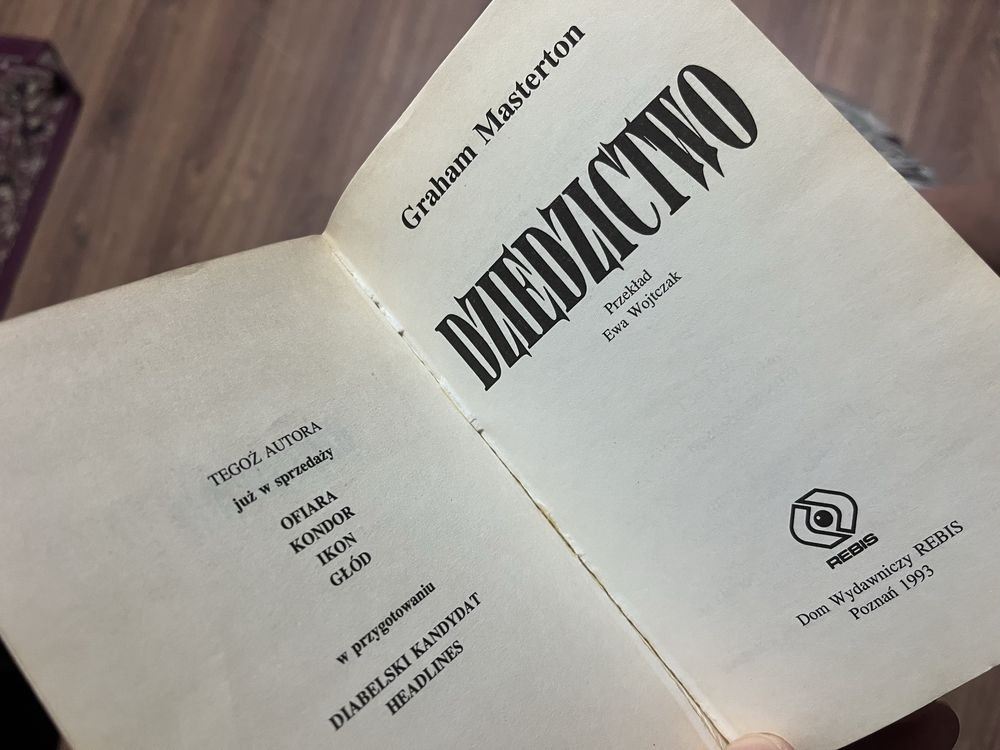 TEGOŻ AUTORA
już w sprzedaży
OFIARA
KONDOR
IKON
GŁÓD
w przygotowaniu
DIABELSKI KANDYDAT
HEADLINES
Graham Masterton
DZIEDZICTWO
Przekład
Ewa Wojtczak
REBIS
Dom Wydawniczy REBIS
Poznań 1993